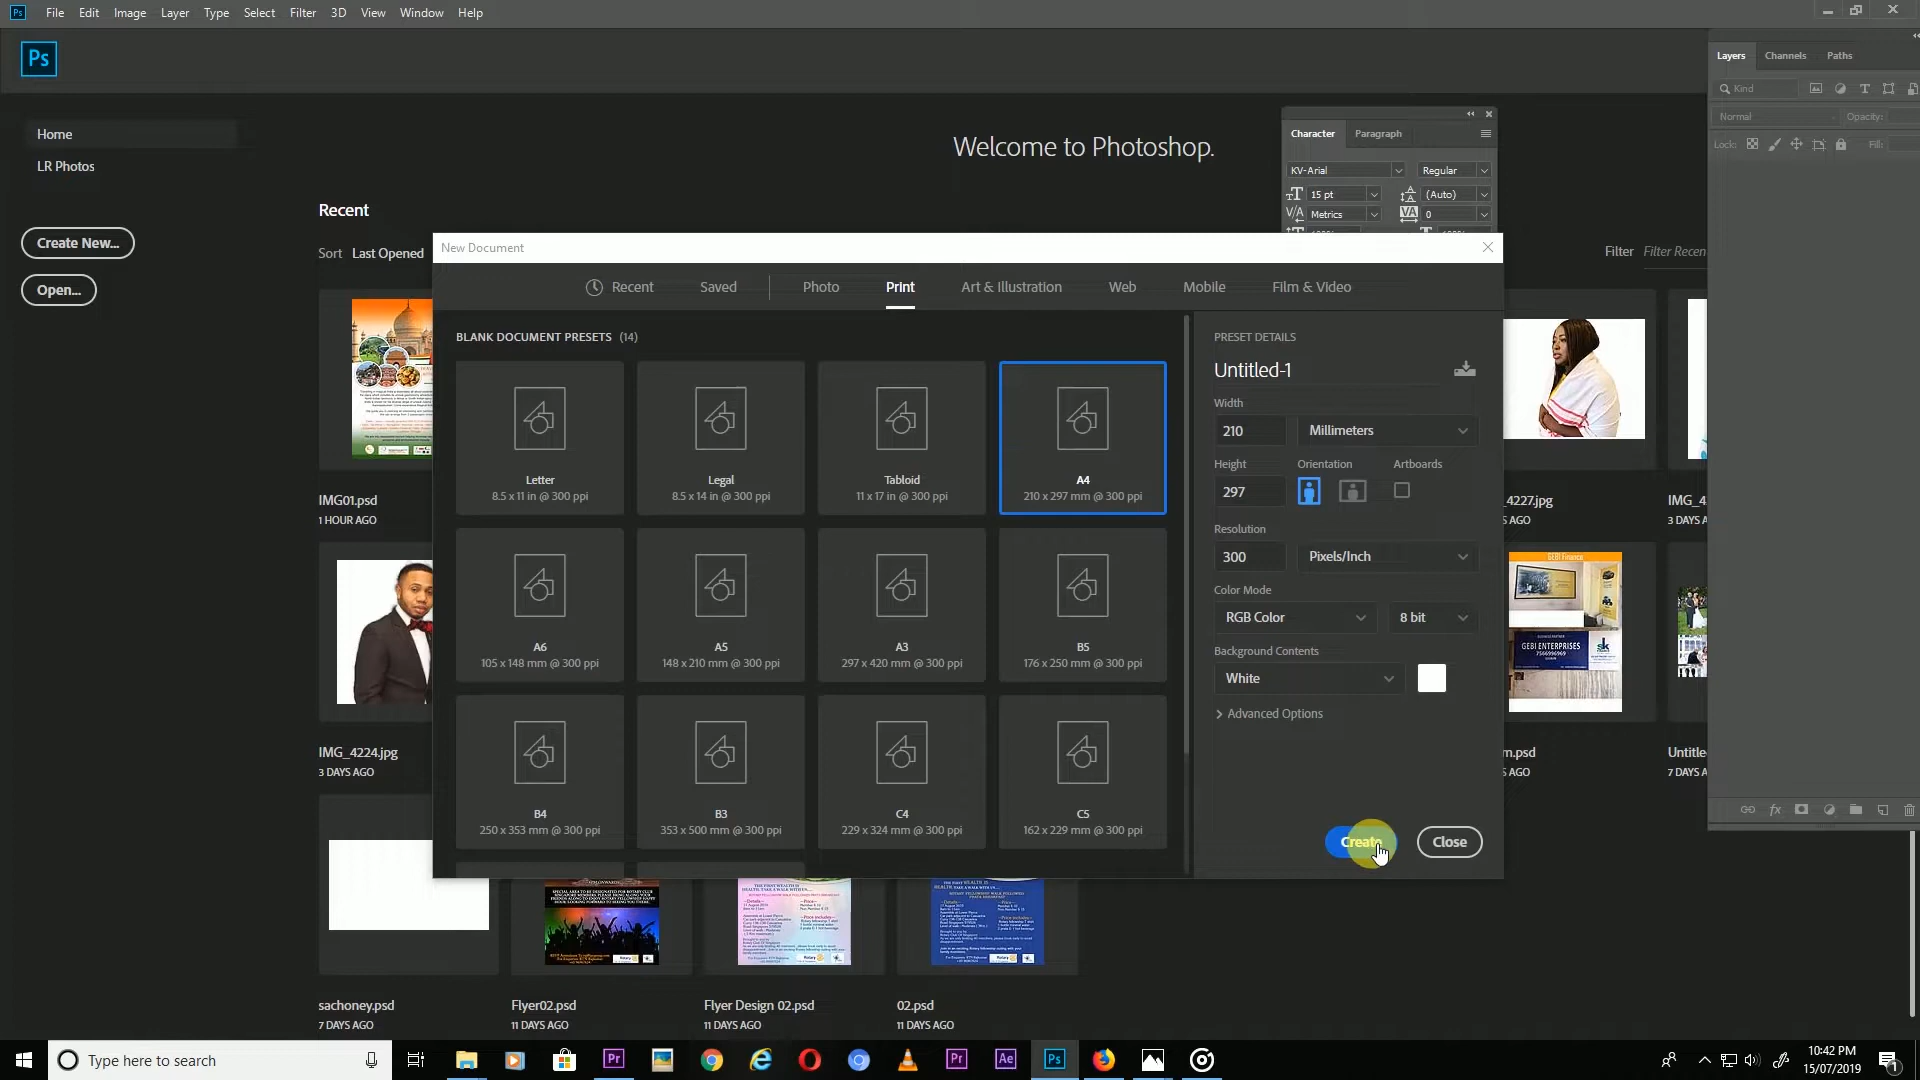 Ps File Edit Image Layer Type Select Filter 3D View Window Help
Ps
Home
LR Photos
Create New...
Open...
Welcome to Photoshop.
Recent
Sort Last Opened
Filter Filter Recen
Character Paragraph
KV-Arial Regular
15 pt (Auto)
Metrics 0
Layers Channels Paths
Kind
Normal Opacity:
Lock: Fill:
New Document
Recent Saved Photo Print Art & Illustration Web Mobile Film & Video
BLANK DOCUMENT PRESETS (14)
Letter
8.5 x 11 in @ 300 ppi
Legal
8.5 x 14 in @ 300 ppi
Tabloid
11 x 17 in @ 300 ppi
A4
210 x 297 mm @ 300 ppi
A6
105 x 148 mm @ 300 ppi
A5
148 x 210 mm @ 300 ppi
A3
297 x 420 mm @ 300 ppi
B5
176 x 250 mm @ 300 ppi
B4
250 x 353 mm @ 300 ppi
B3
353 x 500 mm @ 300 ppi
C4
229 x 324 mm @ 300 ppi
C5
162 x 229 mm @ 300 ppi
PRESET DETAILS
Untitled-1
Width
210 Millimeters
Height Orientation Artboards
297
Resolution
300 Pixels/Inch
Color Mode
RGB Color 8 bit
Background Contents
White
Advanced Options
Create Close
IMG01.psd
1 HOUR AGO
_4227.jpg
S AGO
IMG_4
3 DAYS A
IMG_4224.jpg
3 DAYS AGO
GEBI Finance
GEBI ENTERPRISES
7566996969
sk
m.psd
S AGO
Untitle
7 DAYS A
sachoney.psd
7 DAYS AGO
Flyer02.psd
11 DAYS AGO
Flyer Design 02.psd
11 DAYS AGO
02.psd
11 DAYS AGO
Type here to search
Pr Pr Ae Ps
10:42 PM
15/07/2019
1